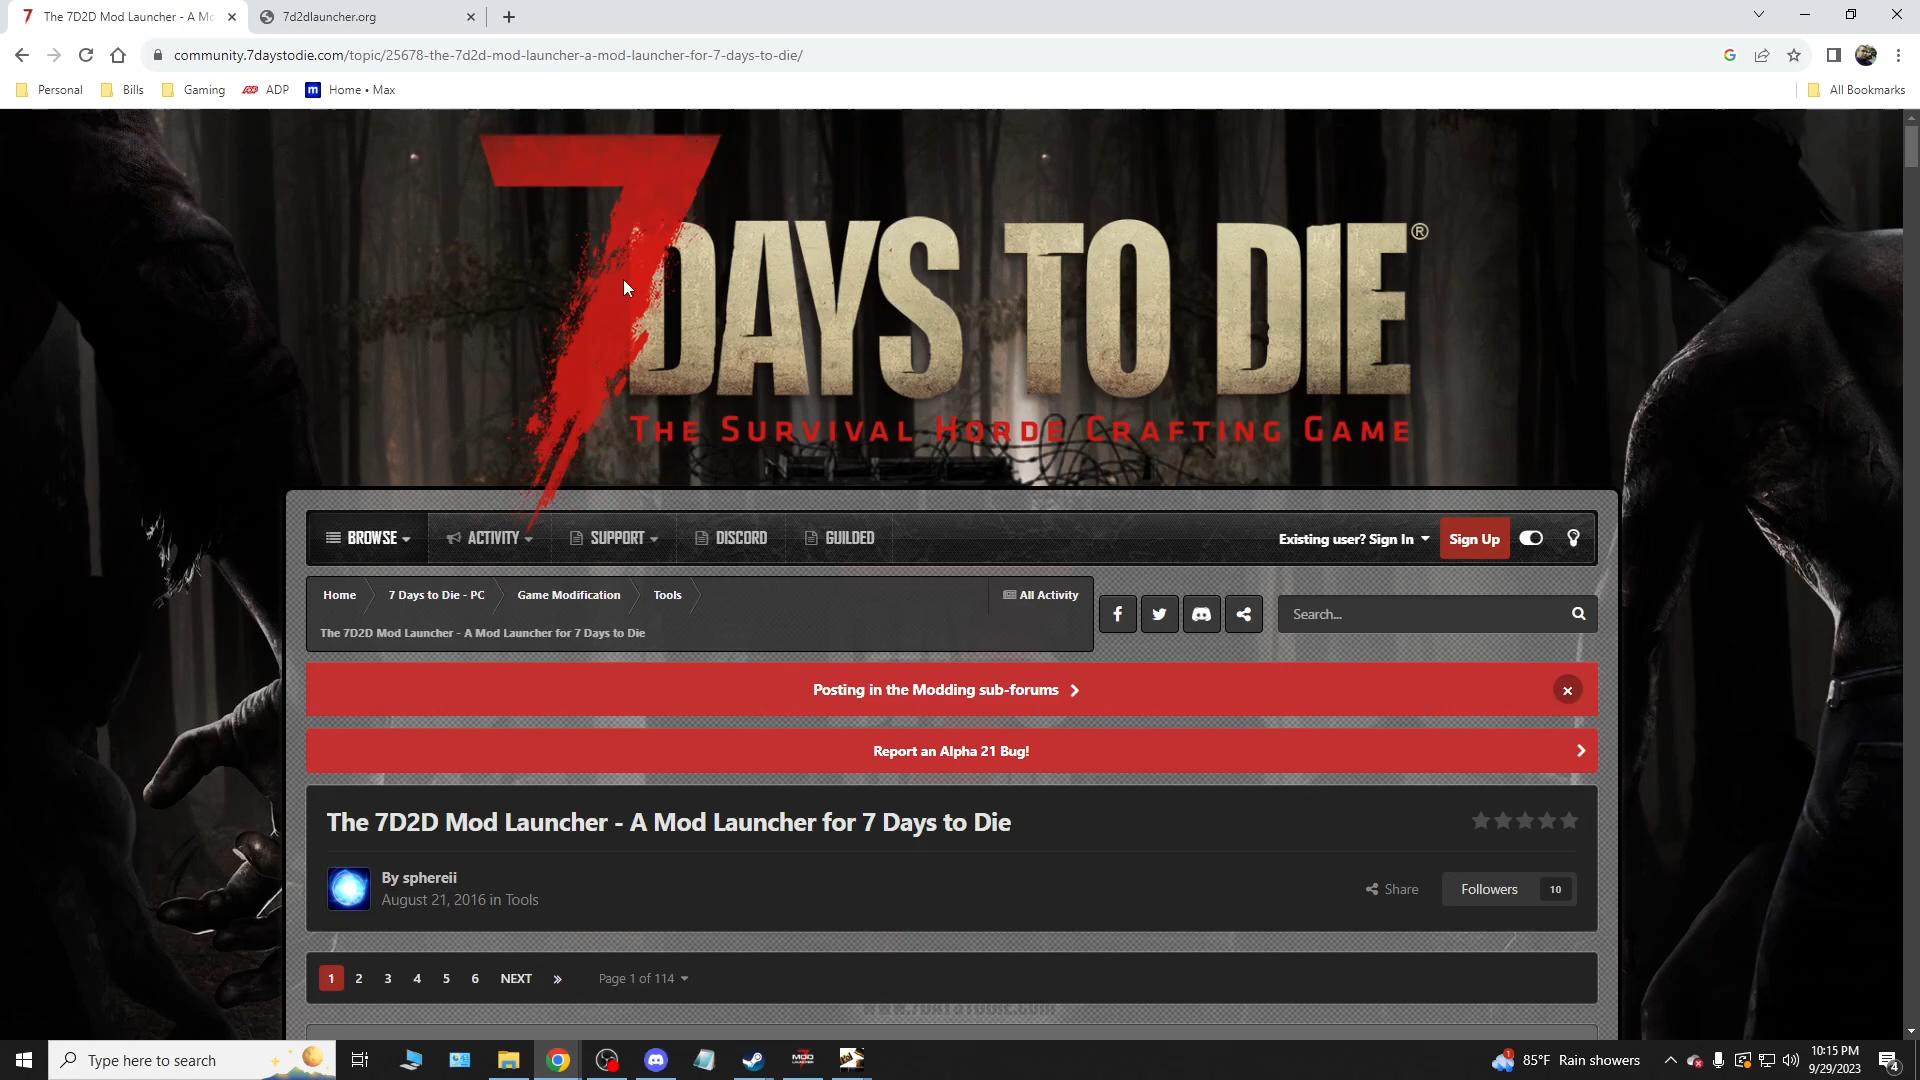 The 7D2D Mod Launcher - A Mo
7d2dlauncher.org
community.7daystodie.com/topic/25678-the-7d2d-mod-launcher-a-mod-launcher-for-7-days-to-die/
Personal
Bills
Gaming
ADP
m Home • Max
All Bookmarks
7 DAYS TO DIE®
THE SURVIVAL HORDE CRAFTING GAME
BROWSE
ACTIVITY
SUPPORT
DISCORD
GUILDED
Existing user? Sign In
Sign Up
Home
7 Days to Die - PC
Game Modification
Tools
All Activity
The 7D2D Mod Launcher - A Mod Launcher for 7 Days to Die
Search...
Posting in the Modding sub-forums
Report an Alpha 21 Bug!
The 7D2D Mod Launcher - A Mod Launcher for 7 Days to Die
By sphereii
August 21, 2016 in Tools
Share
Followers 10
1 2 3 4 5 6 NEXT »
Page 1 of 114
www.7DAYSTODIE.com
Type here to search
85°F Rain showers
10:15 PM
9/29/2023
4